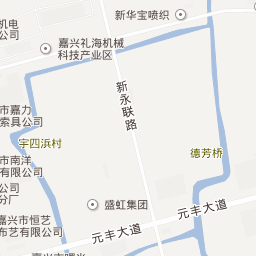 新华宝喷织
机电
公司
嘉兴礼海机械
科技产业区
新永联路
市嘉力
索具公司
宇四浜村
德芳桥
市南洋
有限公司
分厂
盛虹集团
元丰大道
嘉兴市恒艺
布艺有限公司
元丰大道